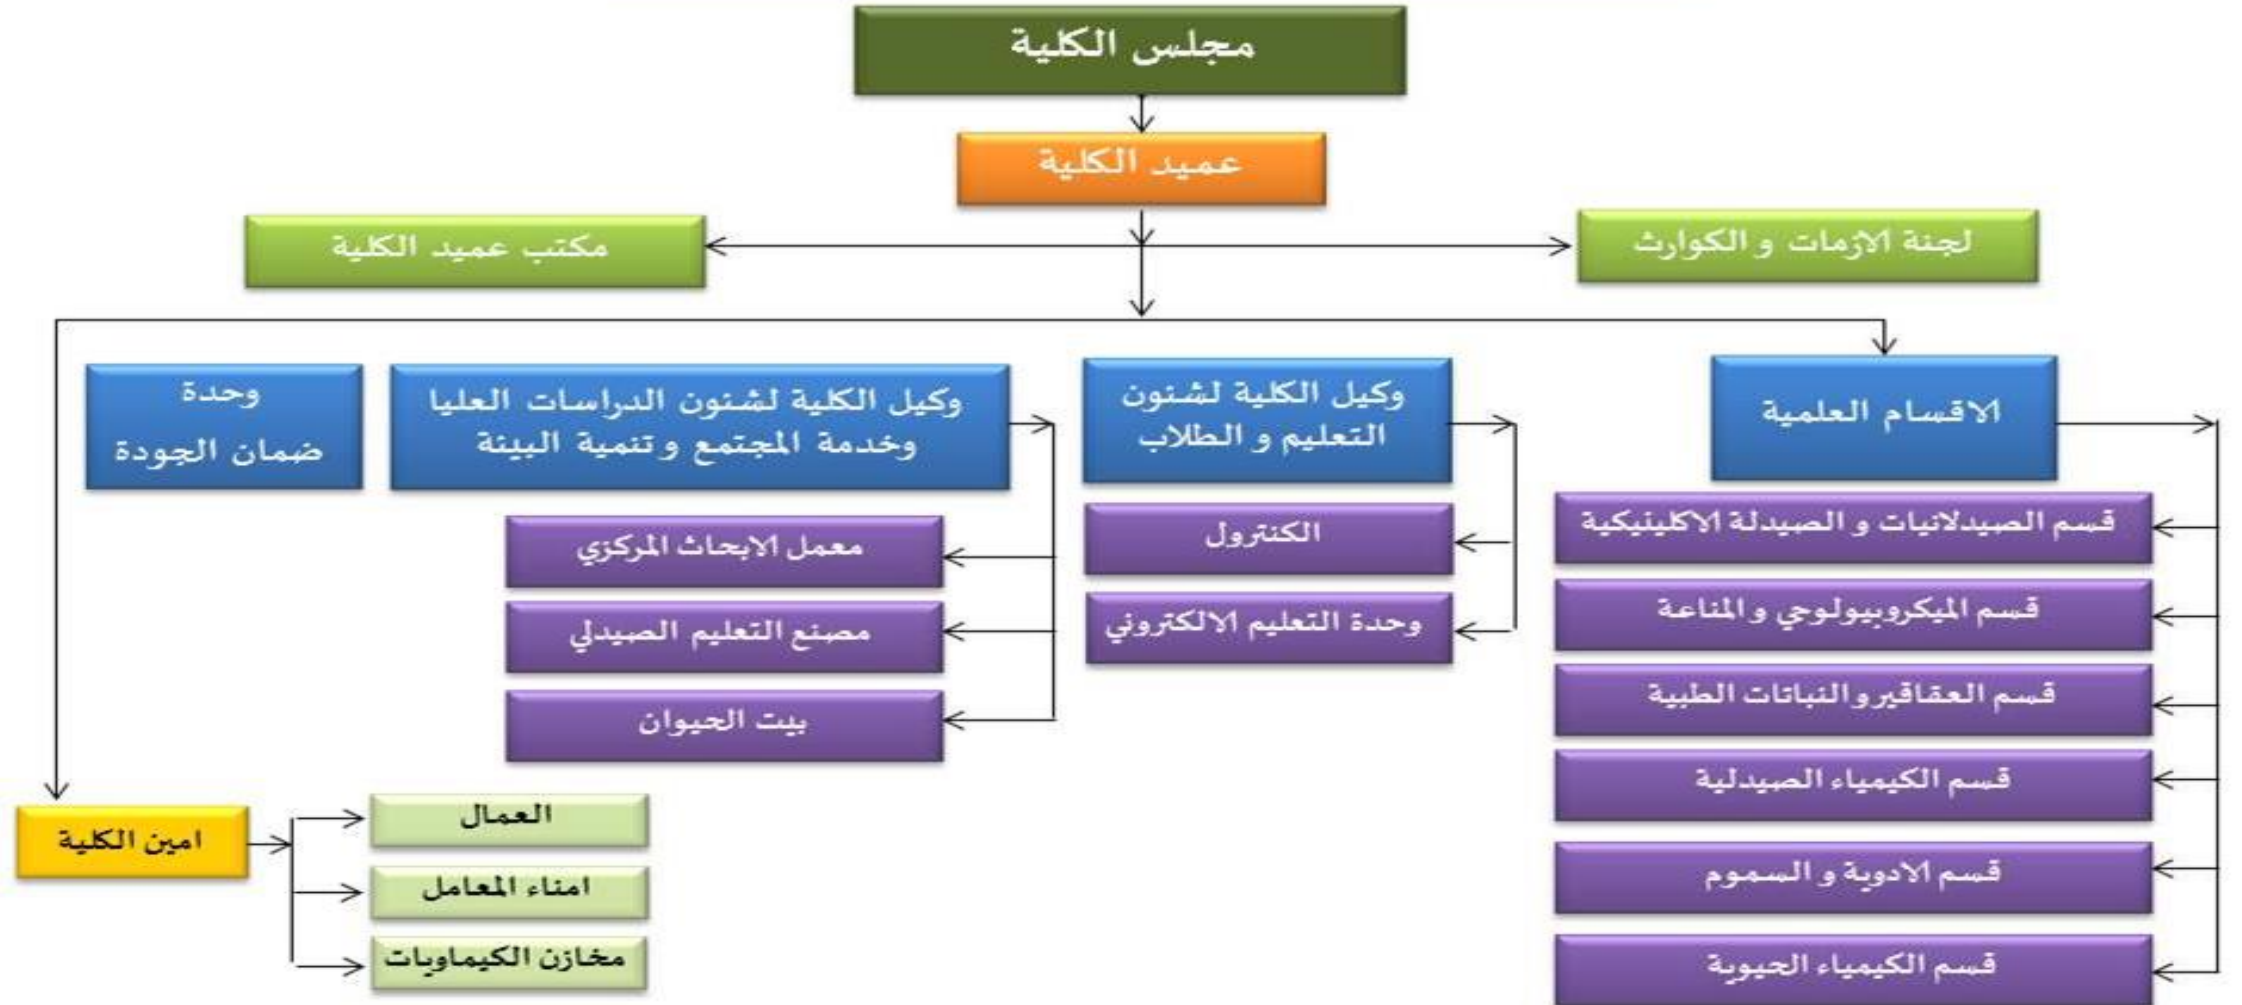 مجلس الكلية
عميد الكلية
لجنة الازمات و الكوارث
مكتب عميد الكلية
الاقسام العلمية
قسم الصيدلانيات و الصيدلة الاكلينيكية
قسم الميكروبيولوجي و المناعة
قسم العقاقير و النباتات الطبية
قسم الكيمياء الصيدلية
قسم الادوية و السموم
قسم الكيمياء الحيوية
وكيل الكلية لشئون
التعليم و الطلاب
الكنترول
وحدة التعليم الالكتروني
وكيل الكلية لشئون الدراسات العليا
وخدمة المجتمع و تنمية البيئة
معمل الابحاث المركزي
مصنع التعليم الصيدلي
بيت الحيوان
وحدة
ضمان الجودة
امين الكلية
العمال
امناء المعامل
مخازن الكيماويات